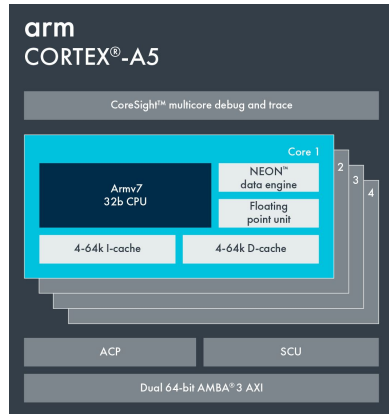 arm
CORTEX®-A5
CoreSight™ multicore debug and trace
Core 1
2
3
4
Armv7
32b CPU
NEON™
data engine
Floating
point unit
4-64k I-cache
4-64k D-cache
ACP
SCU
Dual 64-bit AMBA®3 AXI